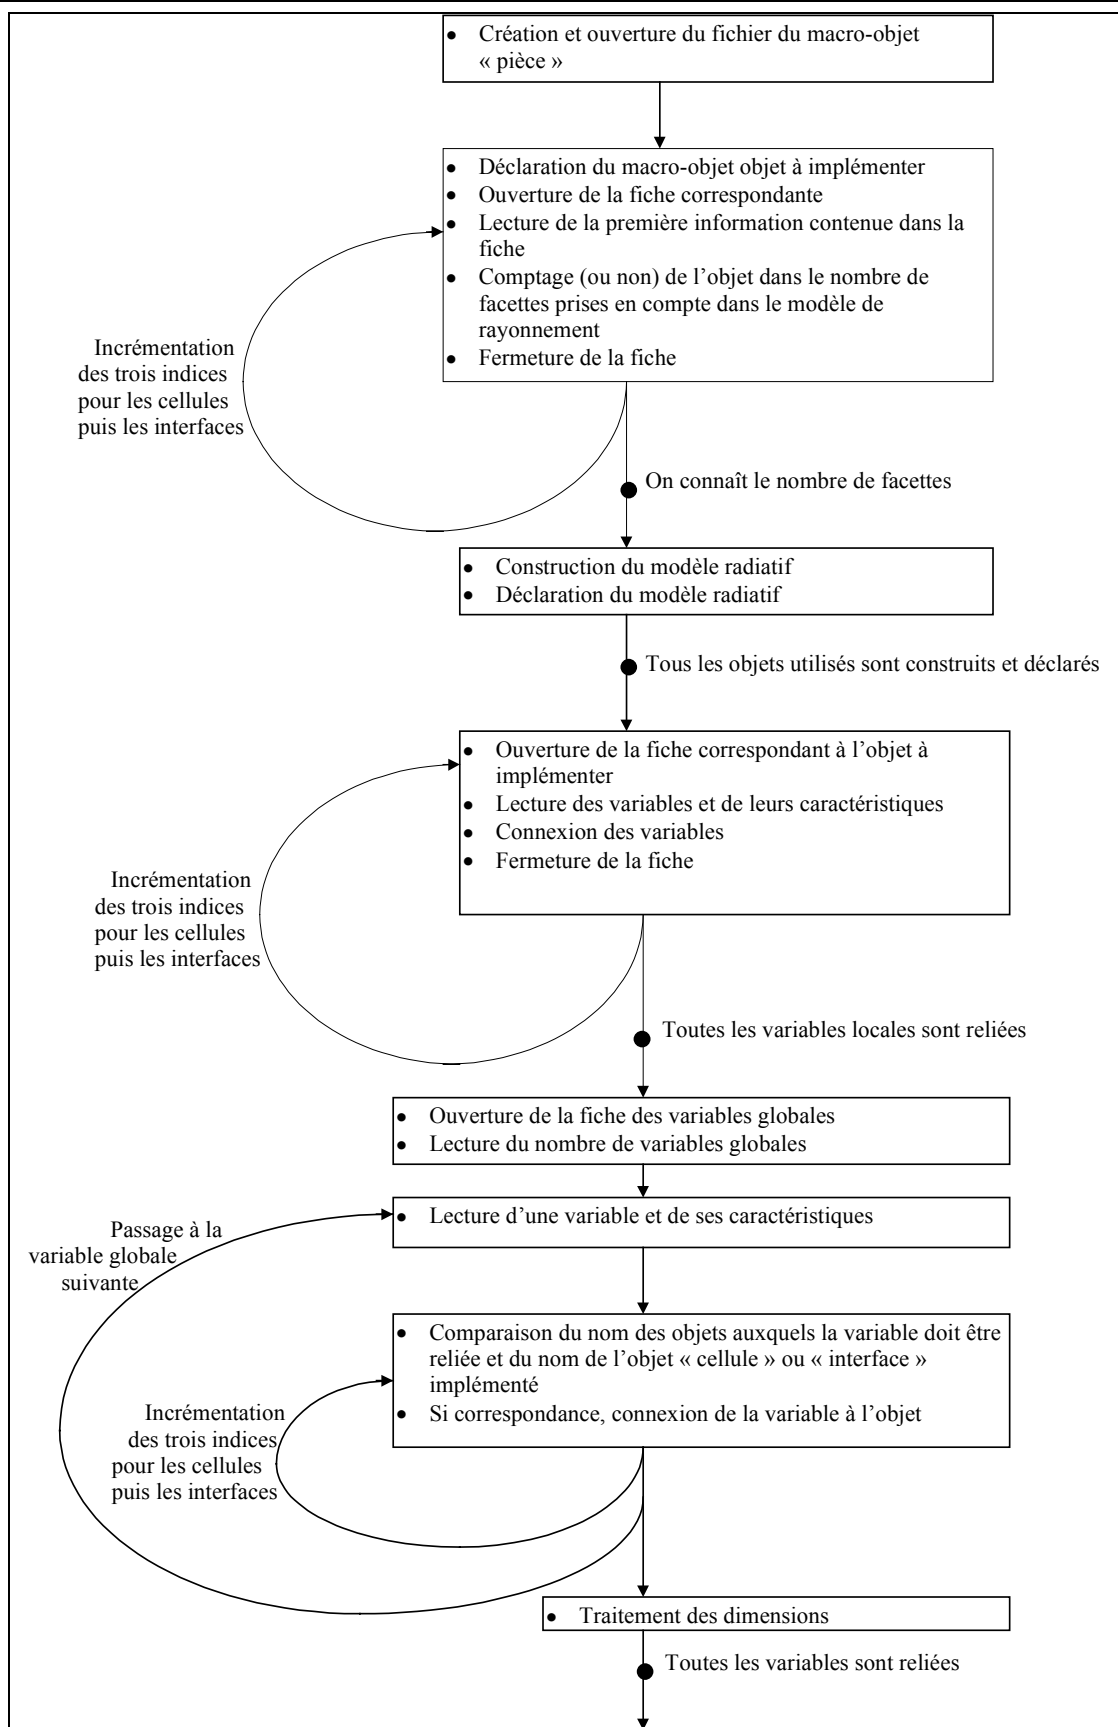 • Création et ouverture du fichier du macro-objet
« pièce »
• Déclaration du macro-objet objet à implémenter
• Ouverture de la fiche correspondante
• Lecture de la première information contenue dans la
fiche
• Comptage (ou non) de l’objet dans le nombre de
facettes prises en compte dans le modèle de
rayonnement
• Fermeture de la fiche
Incrémentation
des trois indices
pour les cellules
puis les interfaces
On connaît le nombre de facettes
• Construction du modèle radiatif
• Déclaration du modèle radiatif
Tous les objets utilisés sont construits et déclarés
• Ouverture de la fiche correspondant à l’objet à
implémenter
• Lecture des variables et de leurs caractéristiques
• Connexion des variables
• Fermeture de la fiche
Incrémentation
des trois indices
pour les cellules
puis les interfaces
Toutes les variables locales sont reliées
• Ouverture de la fiche des variables globales
• Lecture du nombre de variables globales
• Lecture d’une variable et de ses caractéristiques
Passage à la
variable globale
suivante
• Comparaison du nom des objets auxquels la variable doit être
reliée et du nom de l’objet « cellule » ou « interface »
implémenté
• Si correspondance, connexion de la variable à l’objet
Incrémentation
des trois indices
pour les cellules
puis les interfaces
• Traitement des dimensions
Toutes les variables sont reliées